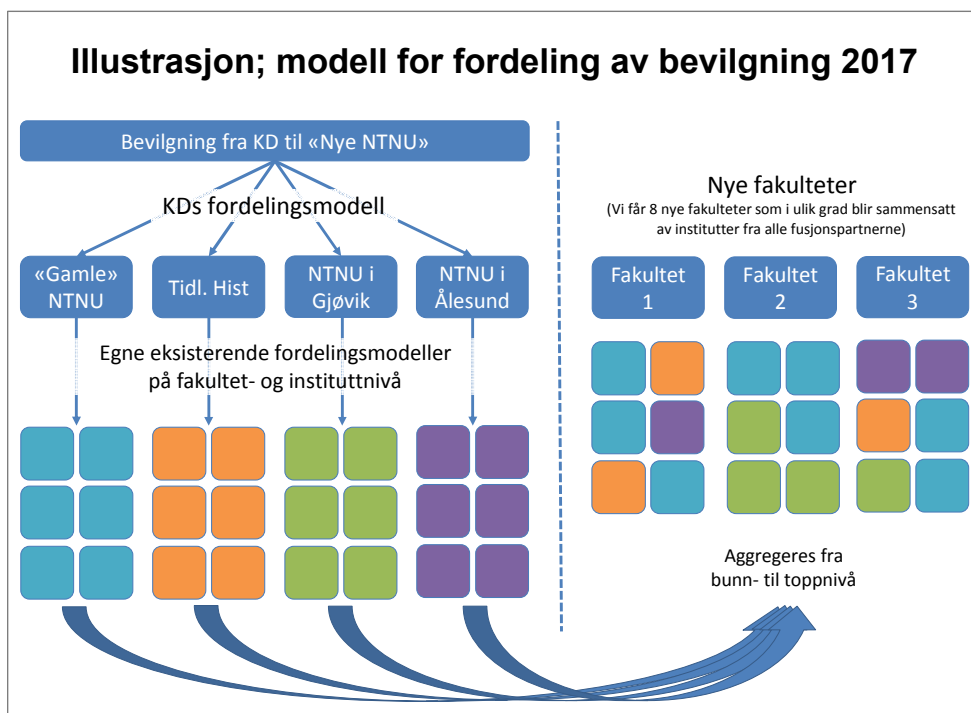 Illustrasjon; modell for fordeling av bevilgning 2017
Bevilgning fra KD til «Nye NTNU»
KDs fordelingsmodell
«Gamle»
NTNU
Tidl. Hist
NTNU i
Gjøvik
NTNU i
Ålesund
Egne eksisterende fordelingsmodeller
på fakultet- og instituttnivå
Nye fakulteter
(Vi får 8 nye fakulteter som i ulik grad blir sammensatt
av institutter fra alle fusjonspartnerne)
Fakultet
1
Fakultet
2
Fakultet
3
Aggregeres fra
bunn- til toppnivå